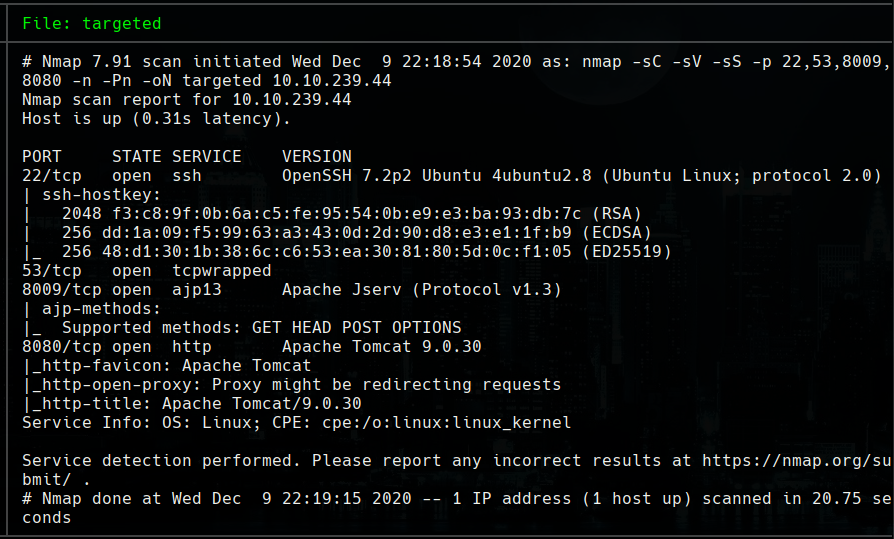 File: targeted
# Nmap 7.91 scan initiated Wed Dec  9 22:18:54 2020 as: nmap -sC -sV -sS -p 22,53,8009,
8080 -n -Pn -oN targeted 10.10.239.44
Nmap scan report for 10.10.239.44
Host is up (0.31s latency).
PORT     STATE SERVICE    VERSION
22/tcp   open  ssh        OpenSSH 7.2p2 Ubuntu 4ubuntu2.8 (Ubuntu Linux; protocol 2.0)
| ssh-hostkey:
|   2048 f3:c8:9f:0b:6a:c5:fe:95:54:0b:e9:e3:ba:93:db:7c (RSA)
|   256 dd:1a:09:f5:99:63:a3:43:0d:2d:90:d8:e3:e1:1f:b9 (ECDSA)
|_  256 48:d1:30:1b:38:6c:c6:53:ea:30:81:80:5d:0c:f1:05 (ED25519)
53/tcp   open  tcpwrapped
8009/tcp open  ajp13      Apache Jserv (Protocol v1.3)
| ajp-methods:
|_  Supported methods: GET HEAD POST OPTIONS
8080/tcp open  http       Apache Tomcat 9.0.30
|_http-favicon: Apache Tomcat
|_http-open-proxy: Proxy might be redirecting requests
|_http-title: Apache Tomcat/9.0.30
Service Info: OS: Linux; CPE: cpe:/o:linux:linux_kernel
Service detection performed. Please report any incorrect results at https://nmap.org/su
bmit/ .
# Nmap done at Wed Dec  9 22:19:15 2020 -- 1 IP address (1 host up) scanned in 20.75 se
conds